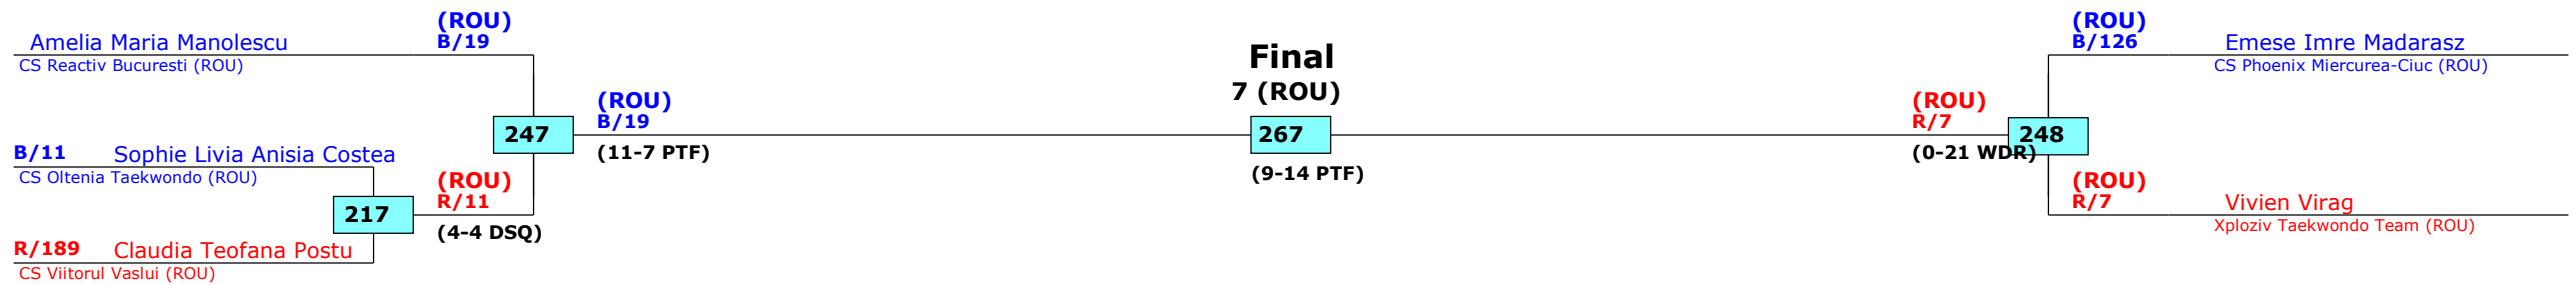 Amelia Maria Manolescu
CS Reactiv Bucuresti (ROU)
(ROU)
B/19
B/11 Sophie Livia Anisia Costea
CS Oltenia Taekwondo (ROU)
R/189 Claudia Teofana Postu
CS Viitorul Vaslui (ROU)
217
(ROU)
R/11
(4-4 DSQ)
247
(ROU)
B/19
(11-7 PTF)
Final
7 (ROU)
267
(9-14 PTF)
(ROU)
R/7
(0-21 WDR)
248
(ROU)
B/126
Emese Imre Madarasz
CS Phoenix Miercurea-Ciuc (ROU)
(ROU)
R/7
Vivien Virag
Xploziv Taekwondo Team (ROU)